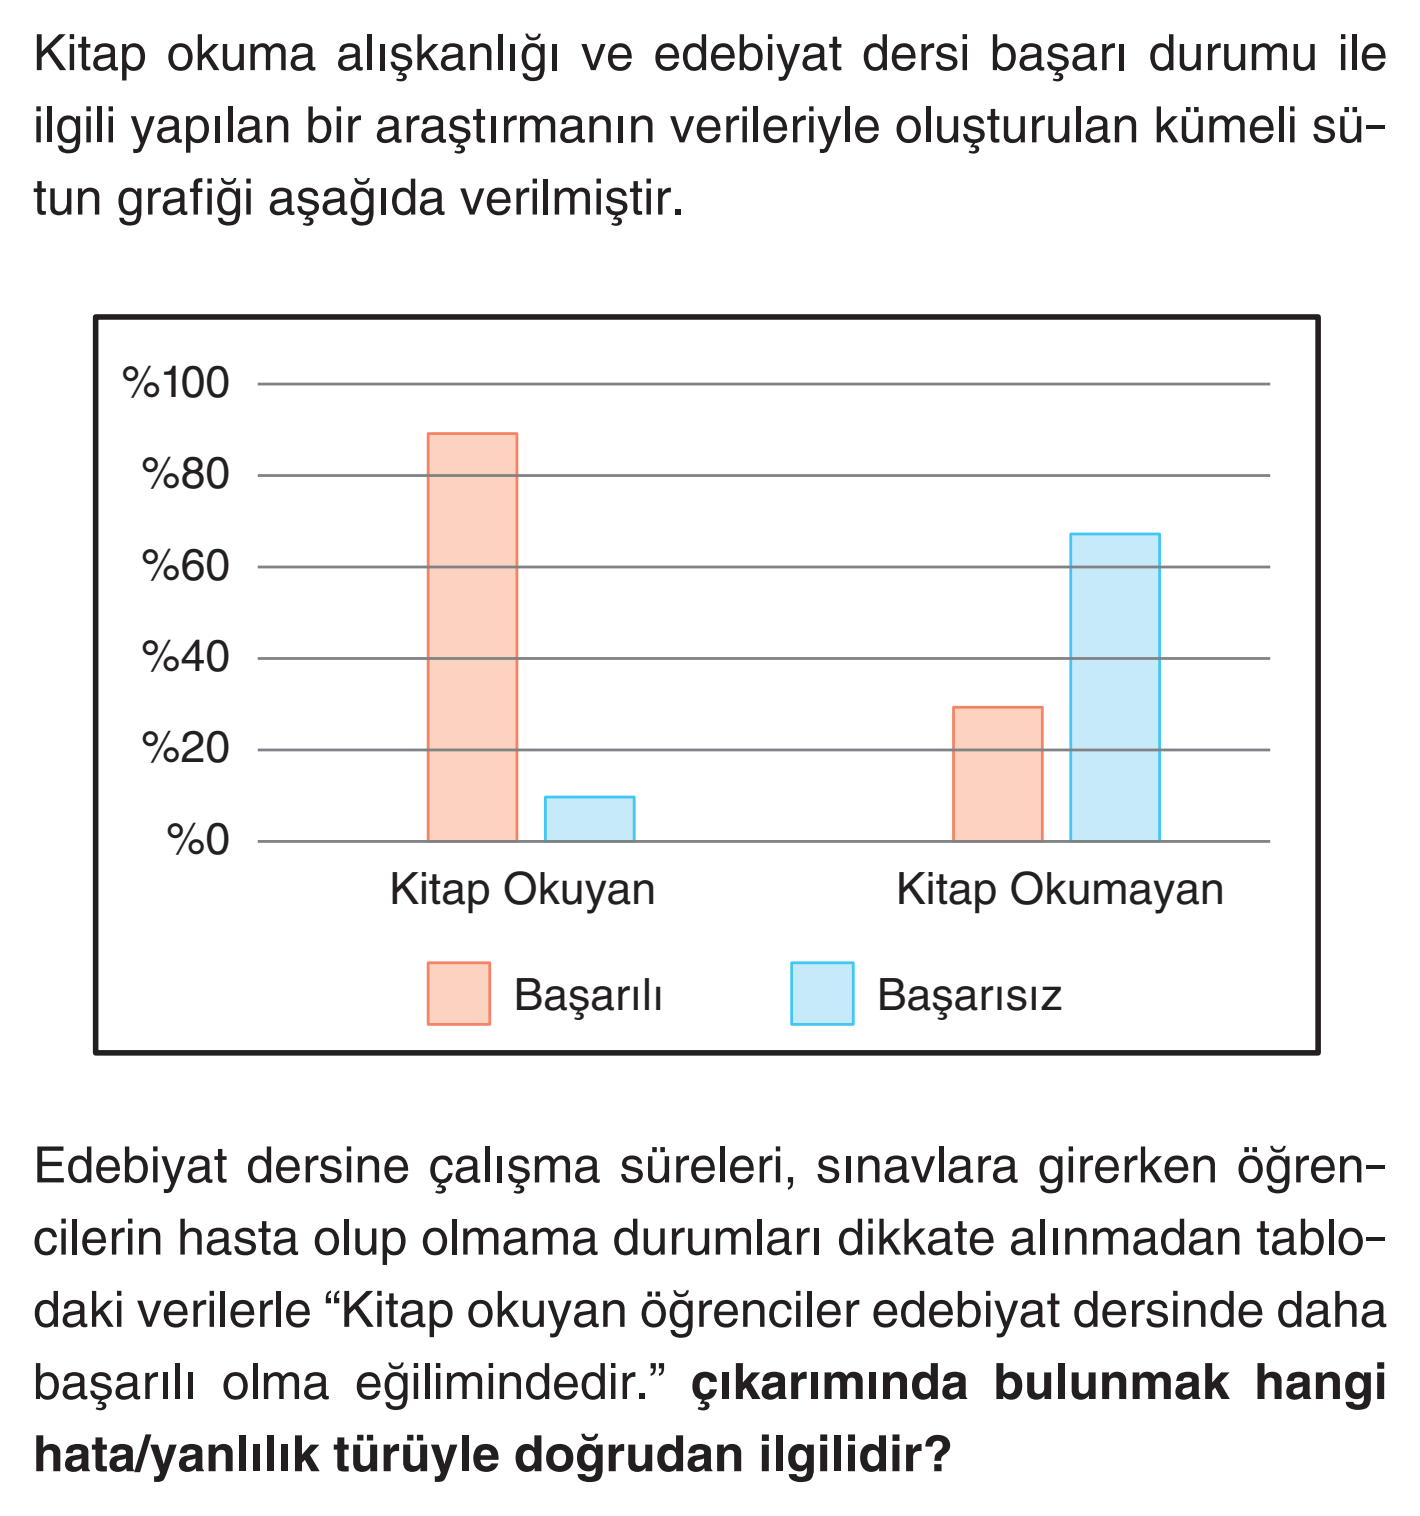 Kitap okuma alışkanlığı ve edebiyat dersi başarı durumu ile
ilgili yapılan bir araştırmanın verileriyle oluşturulan kümeli sü-
tun grafiği aşağıda verilmiştir.
%100
%80
%60
%40
%20
%0
Kitap Okuyan
Kitap Okumayan
Başarılı
Başarısız
Edebiyat dersine çalışma süreleri, sınavlara girerken öğren-
cilerin hasta olup olmama durumları dikkate alınmadan tablo-
daki verilerle “Kitap okuyan öğrenciler edebiyat dersinde daha
başarılı olma eğilimindedir.” çıkarımında bulunmak hangi
hata/yanlılık türüyle doğrudan ilgilidir?